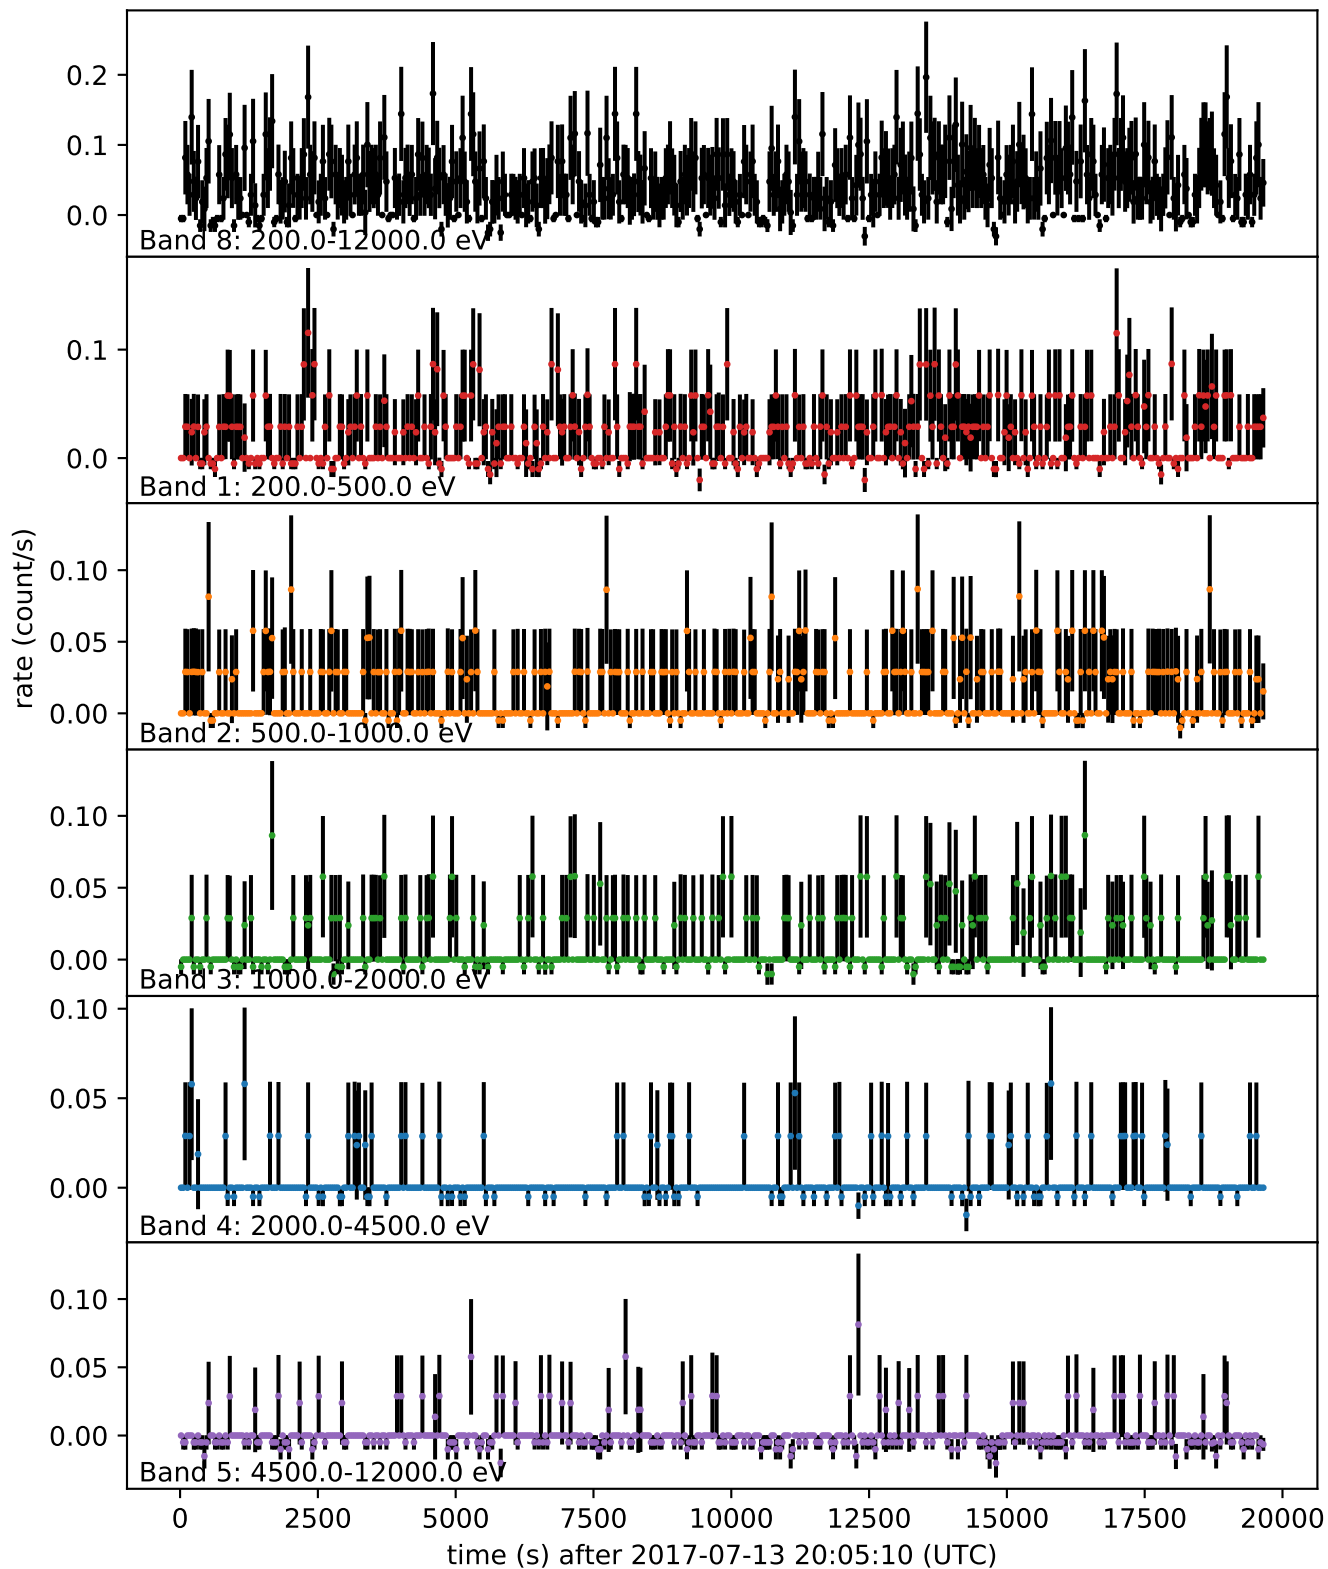 0.2
0.1
0.0
Band 8: 200.0-12000.0 eV
0.1
0.0
Band 1: 200.0-500.0 eV
rate (count/s)
0.10
0.05
0.00
Band 2: 500.0-1000.0 eV
0.10
0.05
0.00
Band 3: 1000.0-2000.0 eV
0.10
0.05
0.00
Band 4: 2000.0-4500.0 eV
0.10
0.05
0.00
Band 5: 4500.0-12000.0 eV
0 2500 5000 7500 10000 12500 15000 17500 20000
time (s) after 2017-07-13 20:05:10 (UTC)